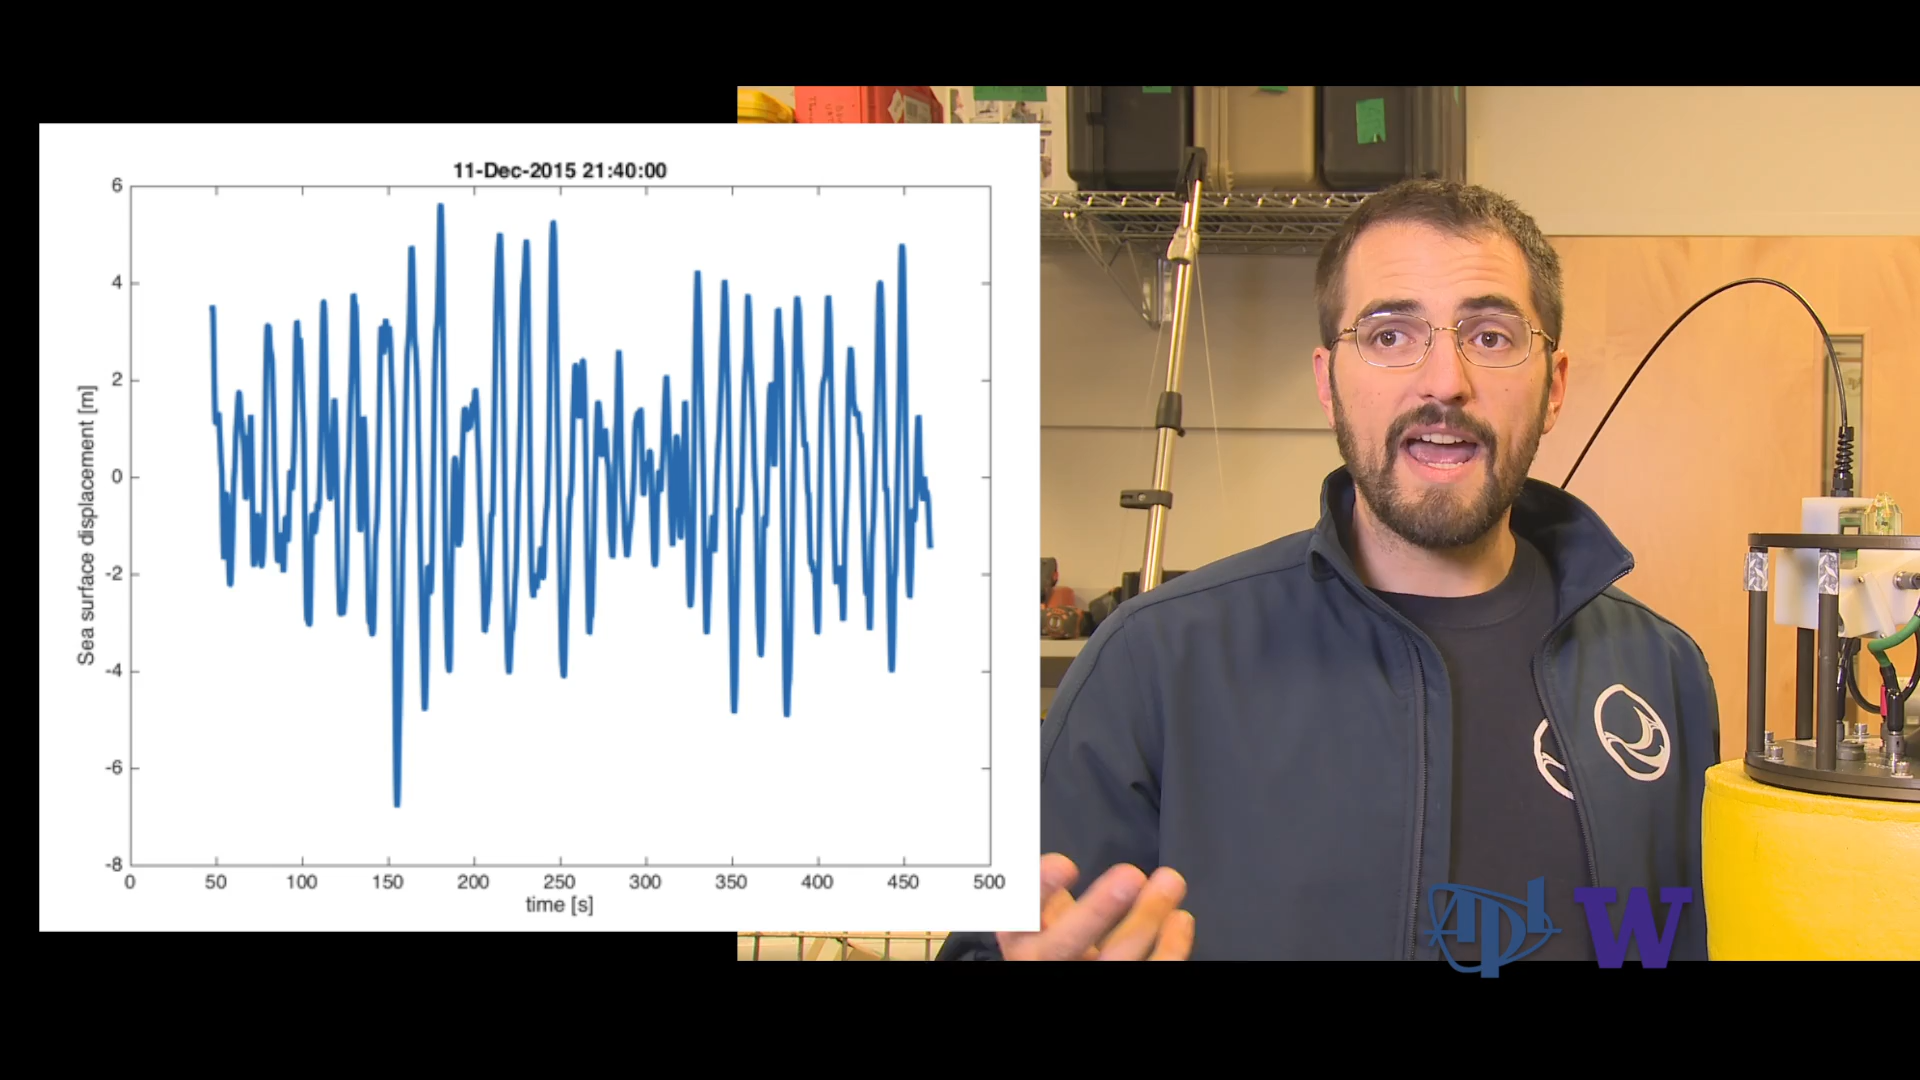 11-Dec-2015 21:40:00
6
4
2
0
-2
-4
-6
-8
Sea surface displacement [m]
0 50 100 150 200 250 300 350 400 450 500
time [s]
apl W